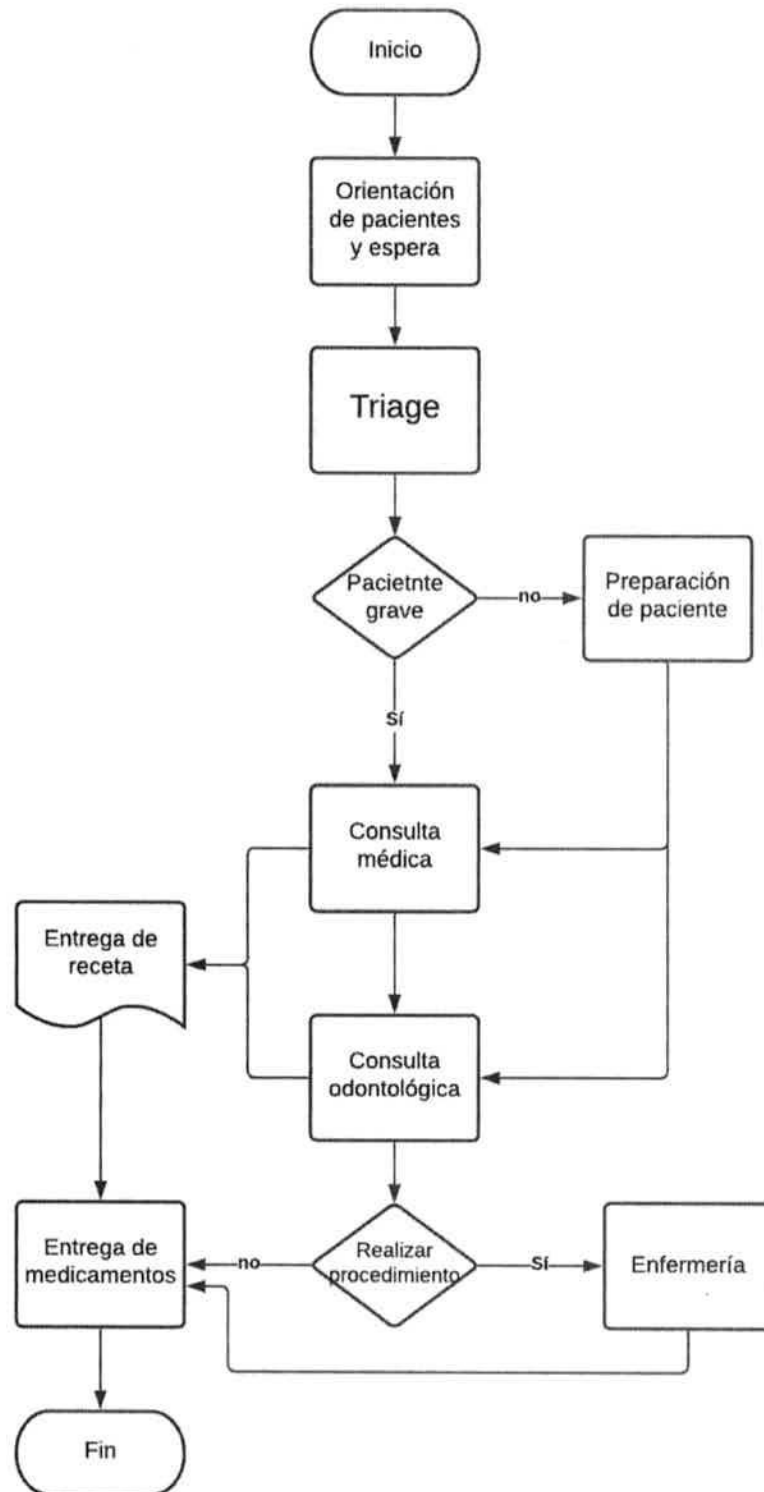 Inicio
Orientación
de pacientes
y espera
Triage
Pacietnte
grave
no
Preparación
de paciente
Sí
Consulta
médica
Entrega de
receta
Consulta
odontológica
Entrega de
medicamentos
no
Realizar
procedimiento
Sí
Enfermería
Fin